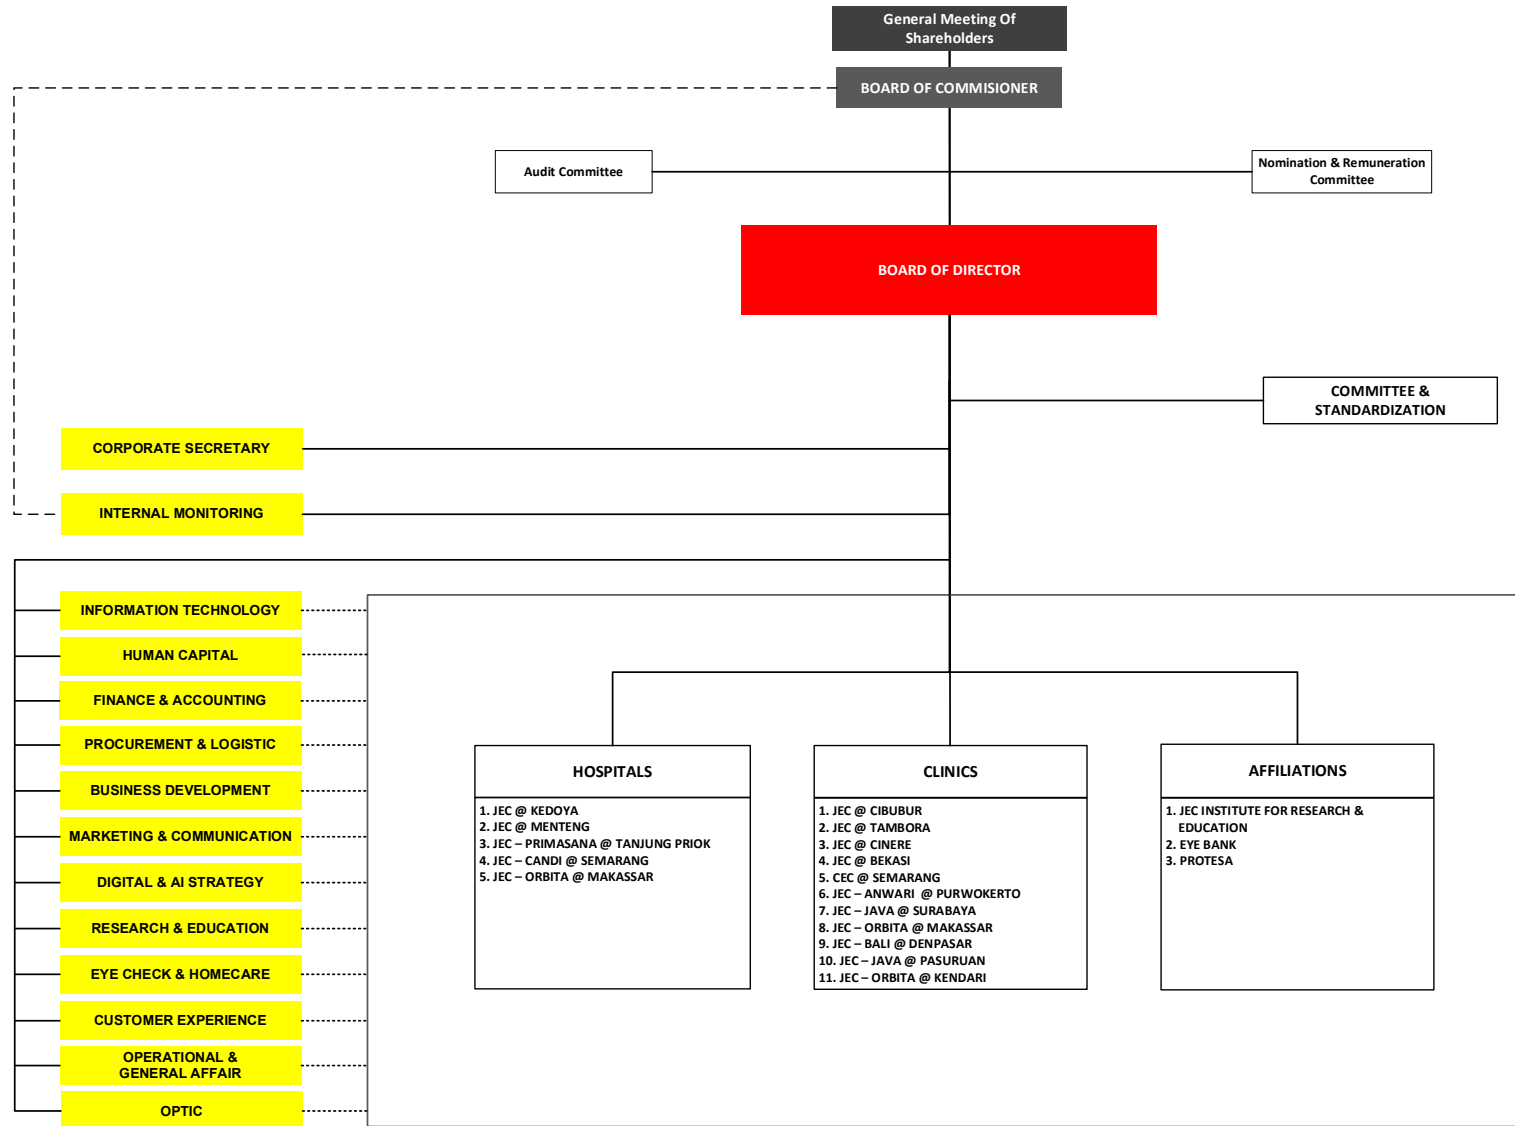 General Meeting Of
Shareholders
BOARD OF COMMISIONER
Audit Committee
Nomination & Remuneration
Committee
BOARD OF DIRECTOR
COMMITTEE &
STANDARDIZATION
CORPORATE SECRETARY
INTERNAL MONITORING
INFORMATION TECHNOLOGY
HUMAN CAPITAL
FINANCE & ACCOUNTING
PROCUREMENT & LOGISTIC
BUSINESS DEVELOPMENT
MARKETING & COMMUNICATION
DIGITAL & AI STRATEGY
RESEARCH & EDUCATION
EYE CHECK & HOMECARE
CUSTOMER EXPERIENCE
OPERATIONAL &
GENERAL AFFAIR
OPTIC
HOSPITALS
1. JEC @ KEDOYA
2. JEC @ MENTENG
3. JEC – PRIMASANA @ TANJUNG PRIOK
4. JEC – CANDI @ SEMARANG
5. JEC – ORBITA @ MAKASSAR
CLINICS
1. JEC @ CIBUBUR
2. JEC @ TAMBORA
3. JEC @ CINERE
4. JEC @ BEKASI
5. CEC @ SEMARANG
6. JEC – ANWARI @ PURWOKERTO
7. JEC – JAVA @ SURABAYA
8. JEC – ORBITA @ MAKASSAR
9. JEC – BALI @ DENPASAR
10. JEC – JAVA @ PASURUAN
11. JEC – ORBITA @ KENDARI
AFFILIATIONS
1. JEC INSTITUTE FOR RESEARCH &
EDUCATION
2. EYE BANK
3. PROTESA